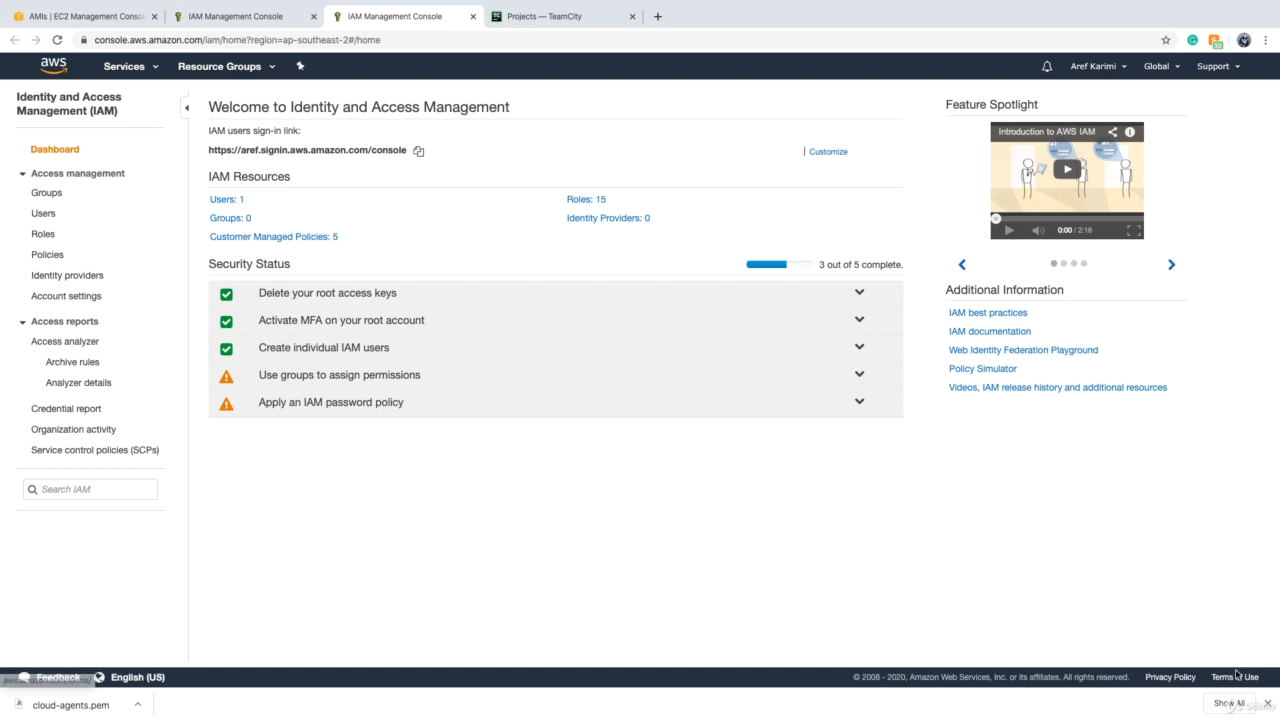 AMIs | EC2 Management Consol
IAM Management Console
IAM Management Console
Projects — TeamCity
console.aws.amazon.com/iam/home?region=ap-southeast-2#/home
aws
Services
Resource Groups
Aref Karimi
Global
Support
Identity and Access
Management (IAM)
Dashboard
Access management
Groups
Users
Roles
Policies
Identity providers
Account settings
Access reports
Access analyzer
Archive rules
Analyzer details
Credential report
Organization activity
Service control policies (SCPs)
Search IAM
Welcome to Identity and Access Management
IAM users sign-in link:
https://aref.signin.aws.amazon.com/console
| Customize
IAM Resources
Users: 1
Roles: 15
Groups: 0
Identity Providers: 0
Customer Managed Policies: 5
Security Status
3 out of 5 complete.
Delete your root access keys
Activate MFA on your root account
Create individual IAM users
Use groups to assign permissions
Apply an IAM password policy
Feature Spotlight
Introduction to AWS IAM
0:00 / 2:16
Additional Information
IAM best practices
IAM documentation
Web Identity Federation Playground
Policy Simulator
Videos, IAM release history and additional resources
Feedback
English (US)
© 2008 - 2020, Amazon Web Services, Inc. or its affiliates. All rights reserved.
Privacy Policy
Terms of Use
cloud-agents.pem
Show All
Udemy